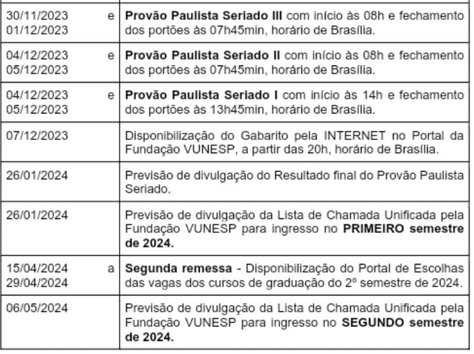 30/11/2023 e
01/12/2023
Provão Paulista Seriado III com início às 08h e fechamento
dos portões às 07h45min, horário de Brasília.
04/12/2023 e
05/12/2023
Provão Paulista Seriado II com início às 08h e fechamento
dos portões às 07h45min, horário de Brasília.
04/12/2023 e
05/12/2023
Provão Paulista Seriado I com início às 14h e fechamento
dos portões às 13h45min, horário de Brasília.
07/12/2023
Disponibilização do Gabarito pela INTERNET no Portal da
Fundação VUNESP, a partir das 20h, horário de Brasília.
26/01/2024
Previsão de divulgação do Resultado final do Provão Paulista
Seriado.
26/01/2024
Previsão de divulgação da Lista de Chamada Unificada pela
Fundação VUNESP para ingresso no PRIMEIRO semestre
de 2024.
15/04/2024 a
29/04/2024
Segunda remessa - Disponibilização do Portal de Escolhas
das vagas dos cursos de graduação do 2º semestre de 2024.
06/05/2024
Previsão de divulgação da Lista de Chamada Unificada pela
Fundação VUNESP para ingresso no SEGUNDO semestre
de 2024.